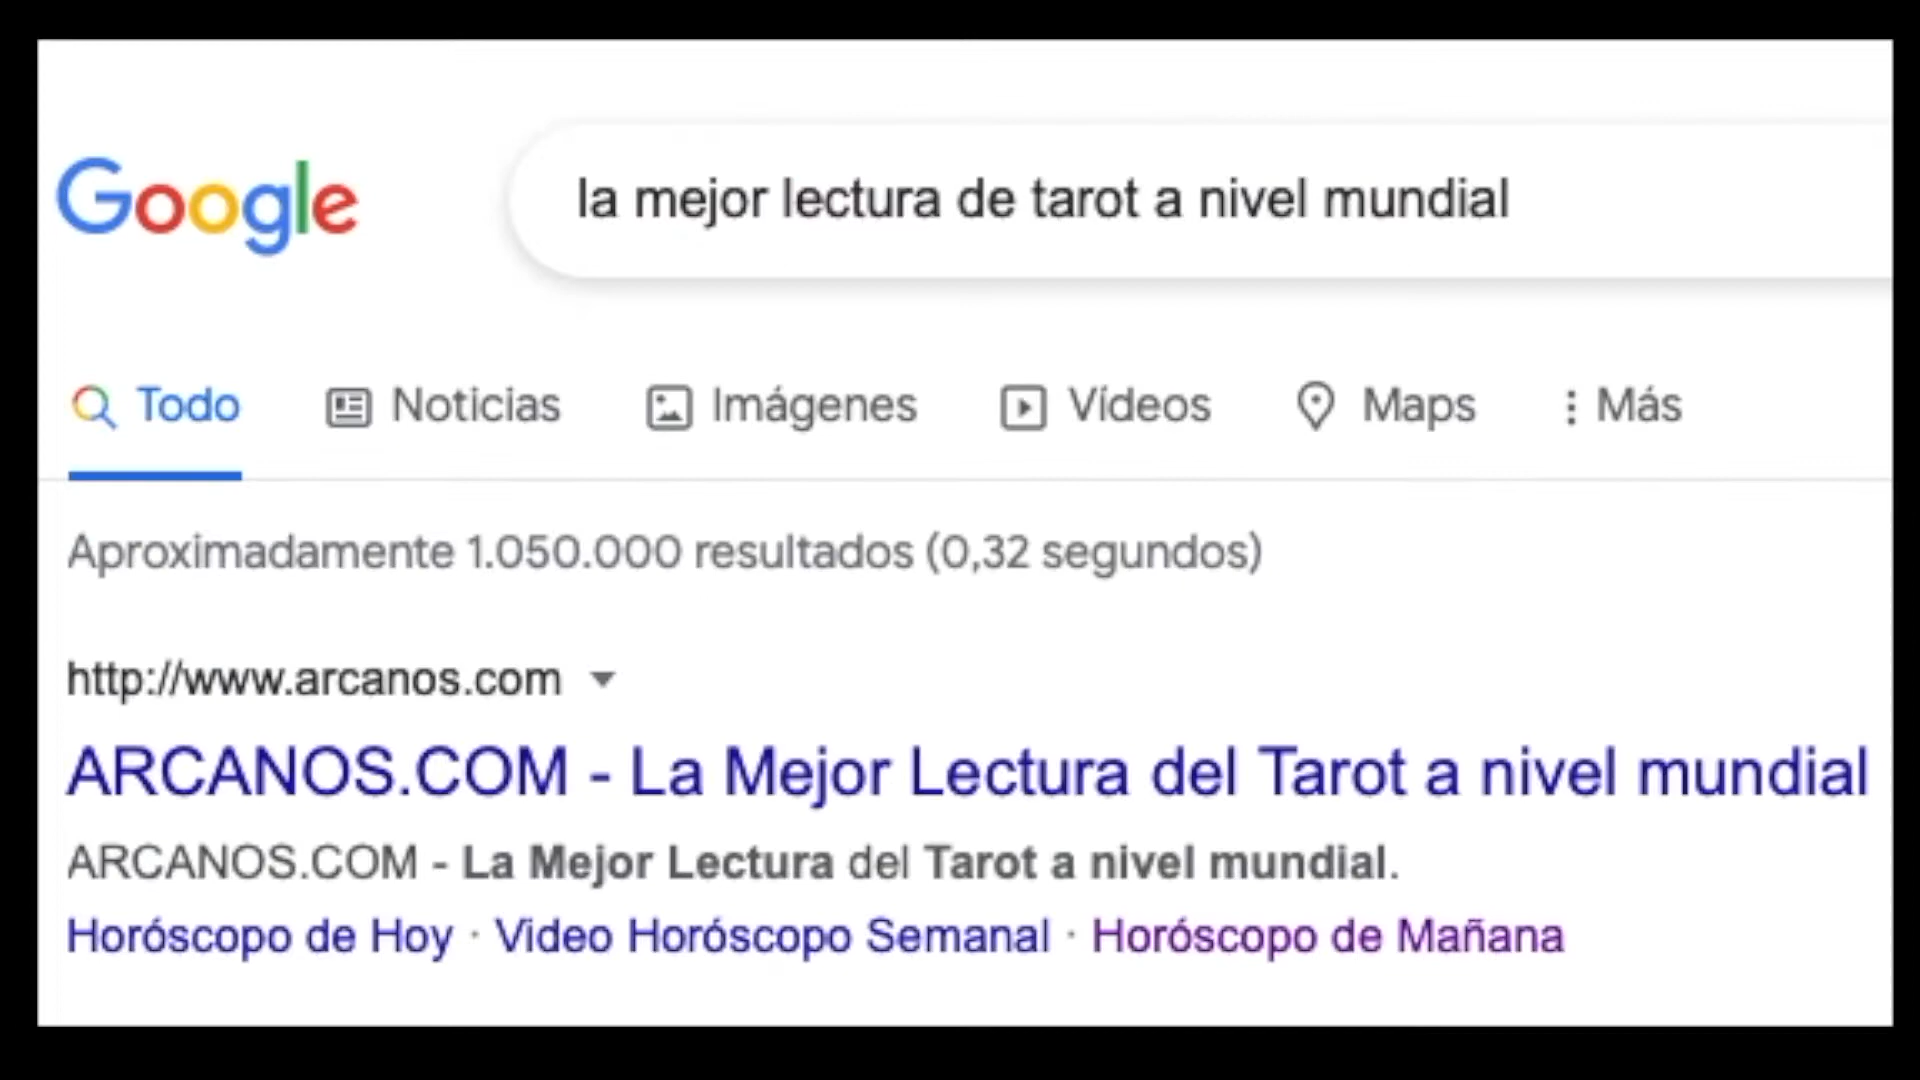 Google
la mejor lectura de tarot a nivel mundial
Todo Noticias Imágenes Vídeos Maps Más
Aproximadamente 1.050.000 resultados (0,32 segundos)
http://www.arcanos.com
ARCANOS.COM - La Mejor Lectura del Tarot a nivel mundial
ARCANOS.COM - La Mejor Lectura del Tarot a nivel mundial.
Horóscopo de Hoy · Video Horóscopo Semanal · Horóscopo de Mañana